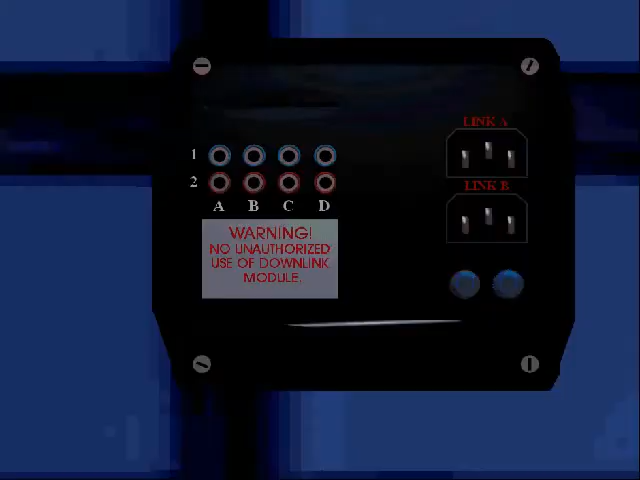 LINK A
1
2
LINK B
A B C D
WARNING!
NO UNAUTHORIZED
USE OF DOWNLINK
MODULE.